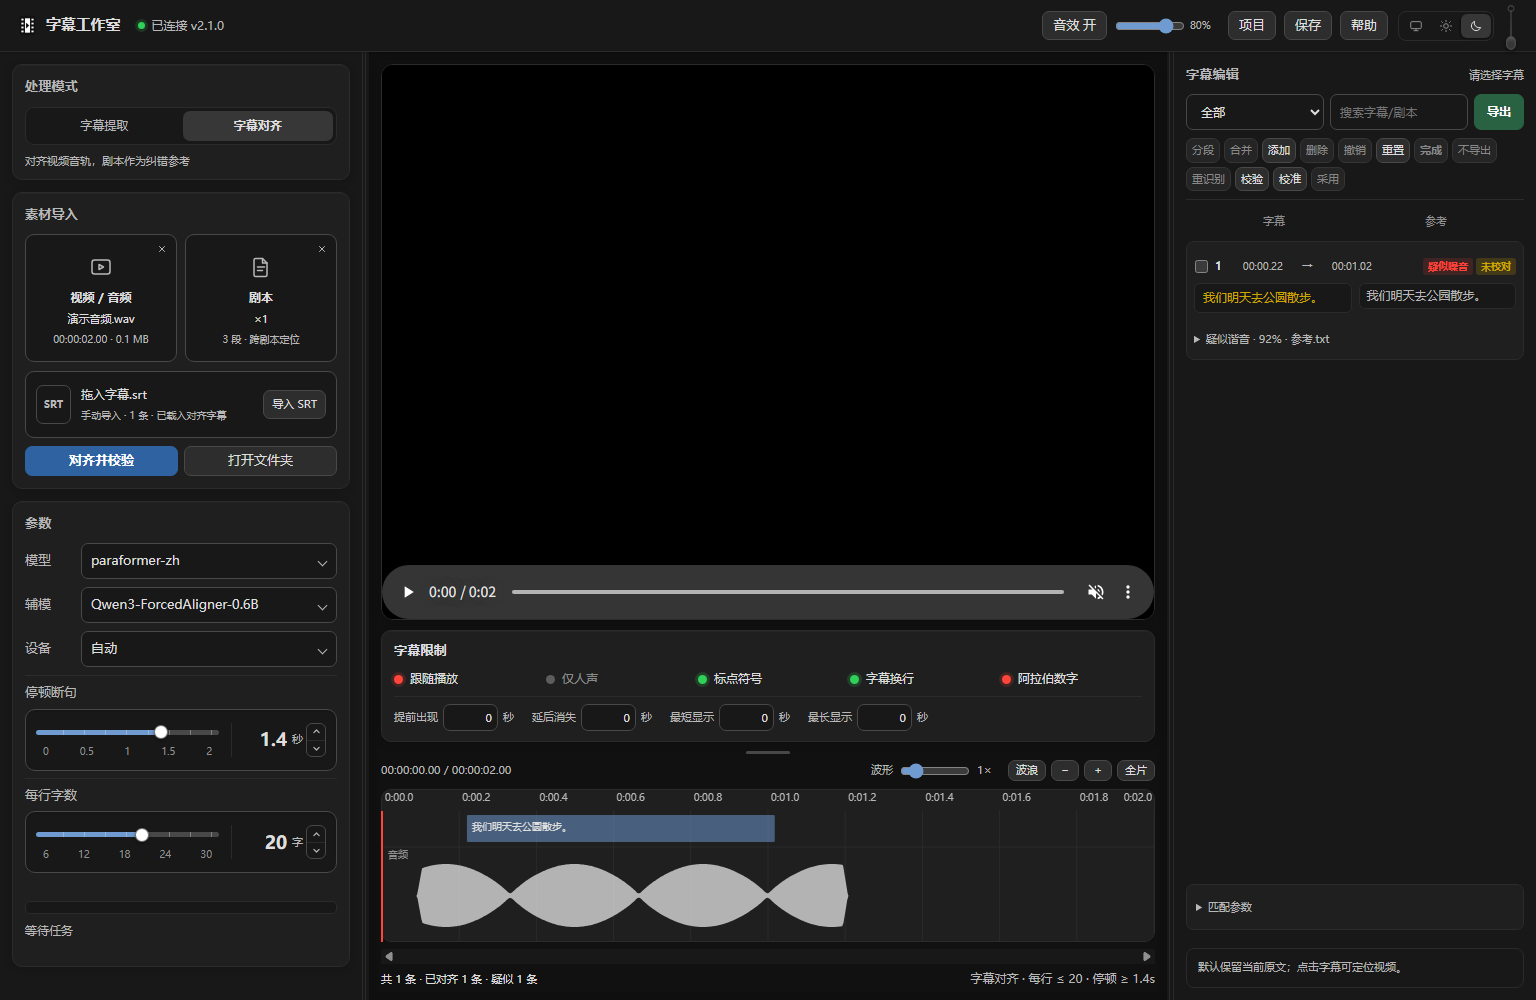 字幕工作室
已连接 v2.1.0
音效 开
80%
项目
保存
帮助
处理模式
字幕提取
字幕对齐
对齐视频音轨，剧本作为纠错参考
素材导入
视频 / 音频
演示音频.wav
00:00:02.00 · 0.1 MB
剧本
×1
3 段 · 跨剧本定位
SRT
拖入字幕.srt
手动导入 · 1 条 · 已载入对齐字幕
导入 SRT
对齐并校验
打开文件夹
参数
模型
paraformer-zh
辅模
Qwen3-ForcedAligner-0.6B
设备
自动
停顿断句
0 0.5 1 1.5 2
1.4 秒
每行字数
6 12 18 24 30
20 字
等待任务
0:00 / 0:02
字幕限制
跟随播放
仅人声
标点符号
字幕换行
阿拉伯数字
提前出现 0 秒
延后消失 0 秒
最短显示 0 秒
最长显示 0 秒
00:00:00.00 / 00:00:02.00
波形
1×
波浪
−
+
全片
0:00.0 0:00.2 0:00.4 0:00.6 0:00.8 0:01.0 0:01.2 0:01.4 0:01.6 0:01.8 0:02.0
我们明天去公圆散步。
音频
共 1 条 · 已对齐 1 条 · 疑似 1 条
字幕对齐 · 每行 ≤ 20 · 停顿 ≥ 1.4s
字幕编辑
请选择字幕
全部
搜索字幕/剧本
导出
分段 合并 添加 删除 撤销 重置 完成 不导出
重识别 校验 校准 采用
字幕
参考
1 00:00.22 → 00:01.02
疑似噪音
未校对
我们明天去公圆散步。
我们明天去公园散步。
疑似谐音 · 92% · 参考.txt
匹配参数
默认保留当前原文；点击字幕可定位视频。